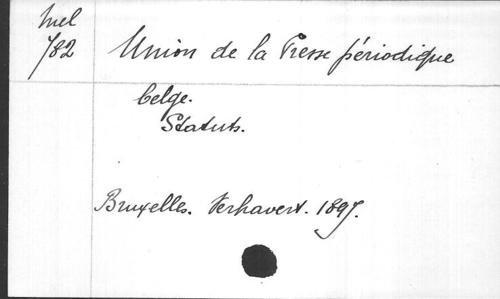 Mel
782
Union de la Presse périodique
belge.
Statuts.
Bruxelles. Verhavert. 1897.